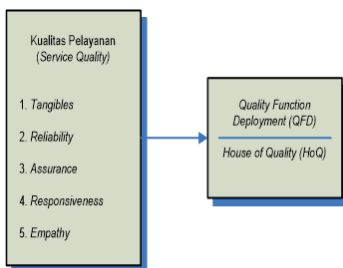 Kualitas Pelayanan
(Service Quality)
1. Tangibles
2. Reliability
3. Assurance
4. Responsiveness
5. Empathy
Quality Function
Deployment (QFD)
House of Quality (HoQ)